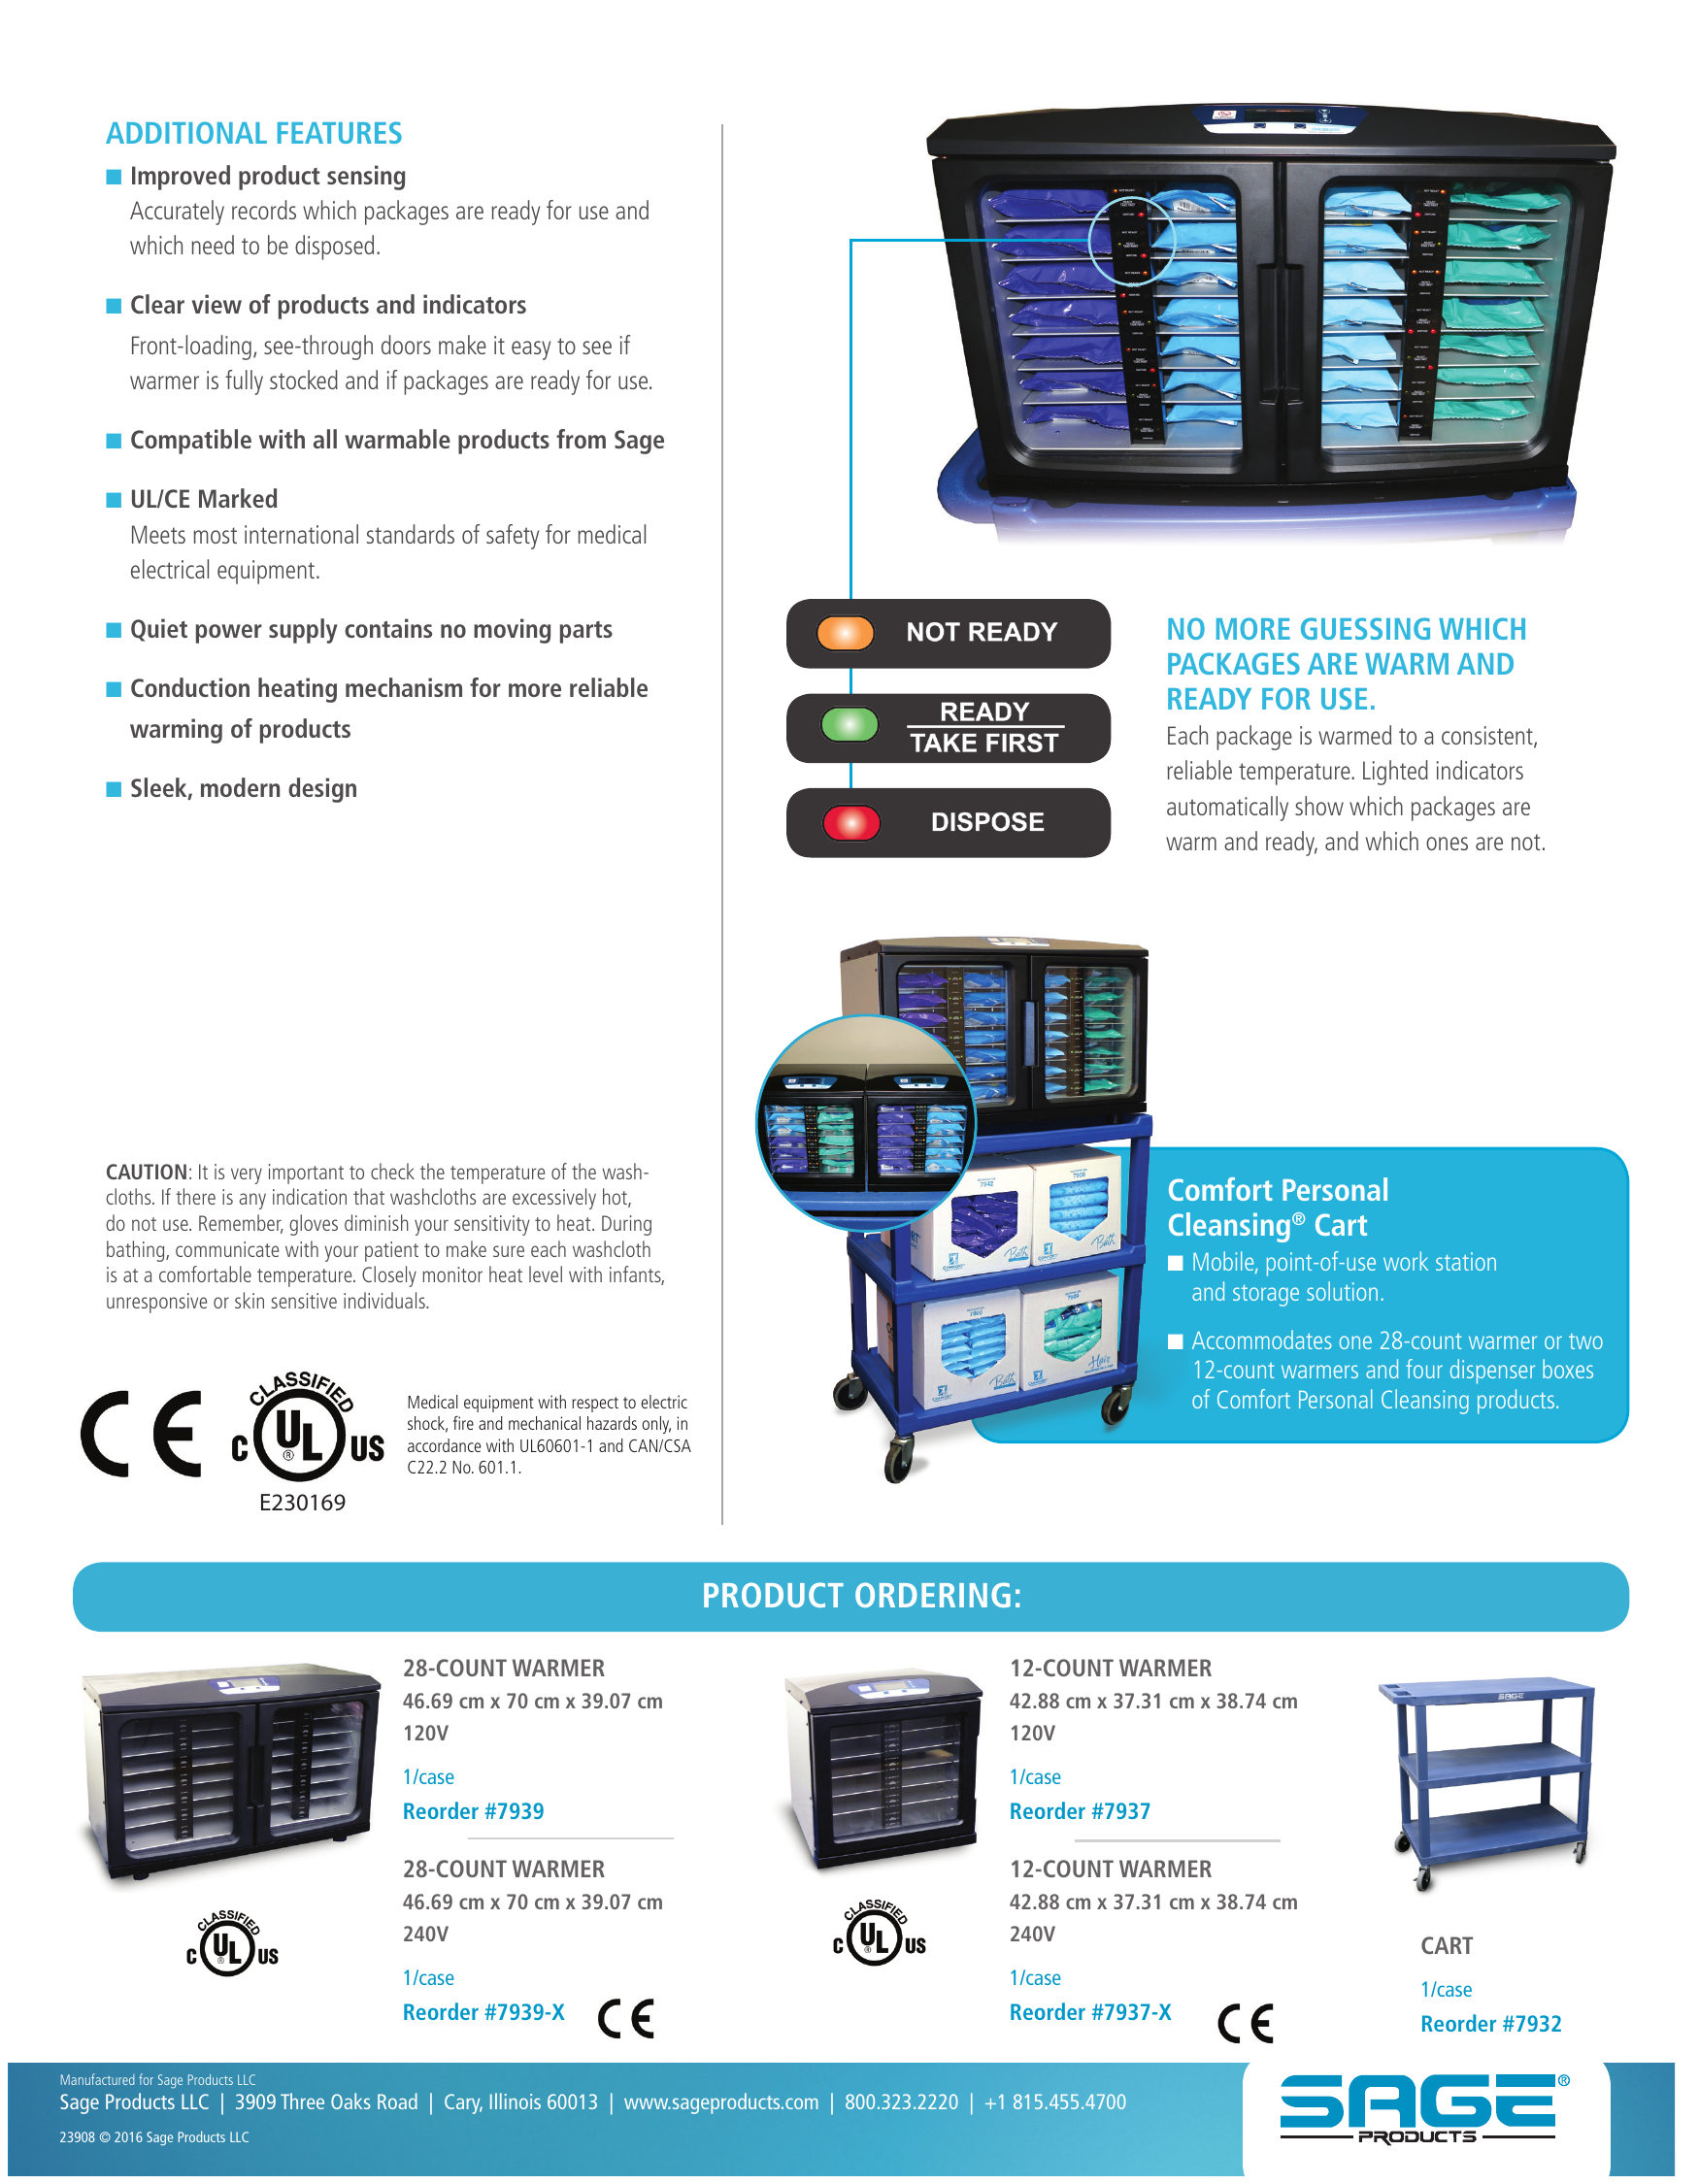 ADDITIONAL FEATURES
■ Improved product sensing
Accurately records which packages are ready for use and
which need to be disposed.
■ Clear view of products and indicators
Front-loading, see-through doors make it easy to see if
warmer is fully stocked and if packages are ready for use.
■ Compatible with all warmable products from Sage
■ UL/CE Marked
Meets most international standards of safety for medical
electrical equipment.
■ Quiet power supply contains no moving parts
■ Conduction heating mechanism for more reliable
warming of products
■ Sleek, modern design
CAUTION: It is very important to check the temperature of the wash-
cloths. If there is any indication that washcloths are excessively hot,
do not use. Remember, gloves diminish your sensitivity to heat. During
bathing, communicate with your patient to make sure each washcloth
is at a comfortable temperature. Closely monitor heat level with infants,
unresponsive or skin sensitive individuals.
CE
CLASSIFIED
C UL® US
E230169
Medical equipment with respect to electric
shock, fire and mechanical hazards only, in
accordance with UL60601-1 and CAN/CSA
C22.2 No. 601.1.
NOT READY
READY
TAKE FIRST
DISPOSE
NO MORE GUESSING WHICH
PACKAGES ARE WARM AND
READY FOR USE.
Each package is warmed to a consistent,
reliable temperature. Lighted indicators
automatically show which packages are
warm and ready, and which ones are not.
7942
7900
Bath
Bath
7900
7909
Bath
Hair
Comfort Personal
Cleansing® Cart
■ Mobile, point-of-use work station
and storage solution.
■ Accommodates one 28-count warmer or two
12-count warmers and four dispenser boxes
of Comfort Personal Cleansing products.
PRODUCT ORDERING:
28-COUNT WARMER
46.69 cm x 70 cm x 39.07 cm
120V
1/case
Reorder #7939
28-COUNT WARMER
46.69 cm x 70 cm x 39.07 cm
240V
1/case
Reorder #7939-X
CE
CLASSIFIED
C UL® US
12-COUNT WARMER
42.88 cm x 37.31 cm x 38.74 cm
120V
1/case
Reorder #7937
12-COUNT WARMER
42.88 cm x 37.31 cm x 38.74 cm
240V
1/case
Reorder #7937-X
CE
CLASSIFIED
C UL® US
SAGE
CART
1/case
Reorder #7932
Manufactured for Sage Products LLC
Sage Products LLC | 3909 Three Oaks Road | Cary, Illinois 60013 | www.sageproducts.com | 800.323.2220 | +1 815.455.4700
23908 © 2016 Sage Products LLC
SAGE®
PRODUCTS